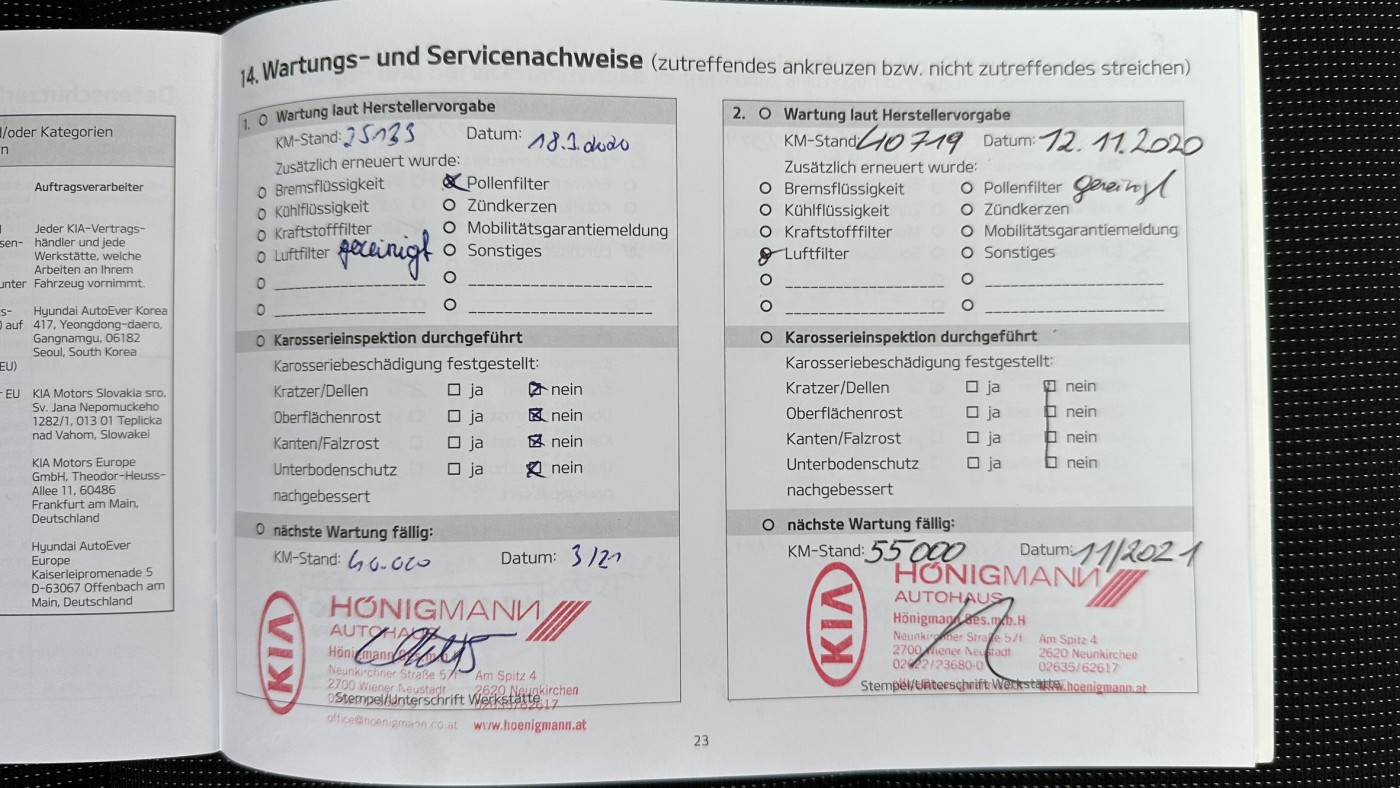 l/oder Kategorien
n
Auftragsverarbeiter
Jeder KIA-Vertrags-
sen- händler und jede
Werkstätte, welche
Arbeiten an Ihrem
unter Fahrzeug vornimmt.
s- Hyundai AutoEver Korea
) auf 417, Yeongdong-daero,
Gangnamgu, 06182
Seoul, South Korea
EU)
- EU KIA Motors Slovakia sro.
Sv. Jana Nepomuckeho
1282/1, 013 01 Teplicka
nad Vahom, Slowakei
KIA Motors Europe
GmbH, Theodor-Heuss-
Allee 11, 60486
Frankfurt am Main,
Deutschland
Hyundai AutoEver
Europe
Kaiserleipromenade 5
D-63067 Offenbach am
Main, Deutschland
14. Wartungs- und Servicenachweise (zutreffendes ankreuzen bzw. nicht zutreffendes streichen)
1. Wartung laut Herstellervorgabe
KM-Stand: 25133 Datum: 18.3.2020
Zusätzlich erneuert wurde:
Bremsflüssigkeit Pollenfilter
Kühlflüssigkeit Zündkerzen
Kraftstofffilter Mobilitätsgarantiemeldung
Luftfilter gereinigt Sonstiges
Karosserieinspektion durchgeführt
Karosseriebeschädigung festgestellt:
Kratzer/Dellen ja nein
Oberflächenrost ja nein
Kanten/Falzrost ja nein
Unterbodenschutz ja nein
nachgebessert
nächste Wartung fällig:
KM-Stand: 40.000 Datum: 3/21
KIA
HÖNIGMANN
AUTOHAUS
Hönigmann Ges.m.b.H
Neunkirchner Straße 5/1 Am Spitz 4
2700 Wiener Neustadt 2620 Neunkirchen
Stempel/Unterschrift Werkstätte
office@hoenigmann.co.at www.hoenigmann.at
2. Wartung laut Herstellervorgabe
KM-Stand: 40719 Datum: 12.11.2020
Zusätzlich erneuert wurde:
Bremsflüssigkeit Pollenfilter gereinigt
Kühlflüssigkeit Zündkerzen
Kraftstofffilter Mobilitätsgarantiemeldung
Luftfilter Sonstiges
Karosserieinspektion durchgeführt
Karosseriebeschädigung festgestellt:
Kratzer/Dellen ja nein
Oberflächenrost ja nein
Kanten/Falzrost ja nein
Unterbodenschutz ja nein
nachgebessert
nächste Wartung fällig:
KM-Stand: 55000 Datum: 11/2021
KIA
HÖNIGMANN
AUTOHAUS
Hönigmann Ges.m.b.H
Neunkirchner Straße 5/1 Am Spitz 4
2700 Wiener Neustadt 2620 Neunkirchen
02622/23680-0 02635/62617
Stempel/Unterschrift Werkstätte www.hoenigmann.at
23